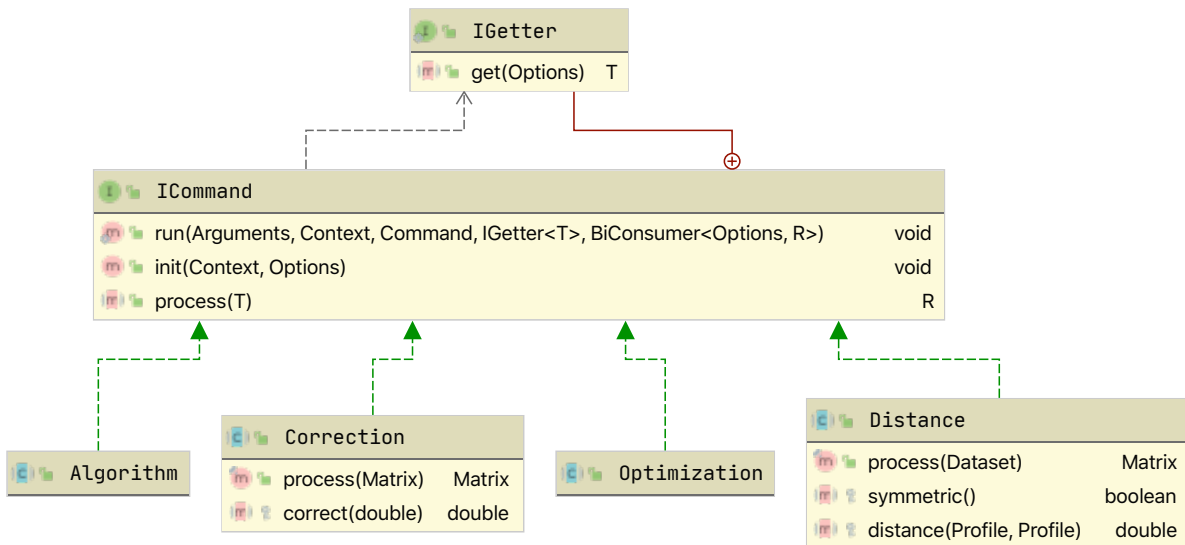 IGetter
get(Options) T
ICommand
run(Arguments, Context, Command, IGetter<T>, BiConsumer<Options, R>) void
init(Context, Options) void
process(T) R
Algorithm
Correction
process(Matrix) Matrix
correct(double) double
Optimization
Distance
process(Dataset) Matrix
symmetric() boolean
distance(Profile, Profile) double